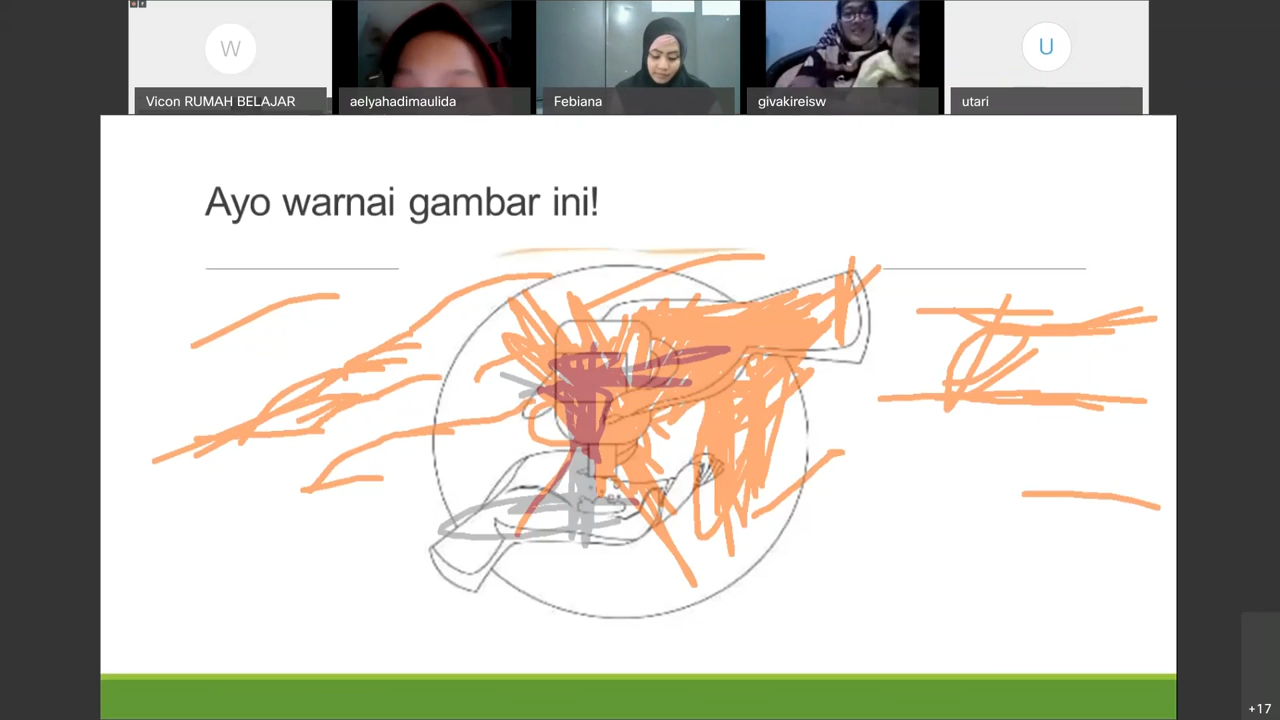 W
U
Vicon RUMAH BELAJAR
aelyahadimaulida
Febiana
givakireisw
utari
Ayo warnai gambar ini!
+17